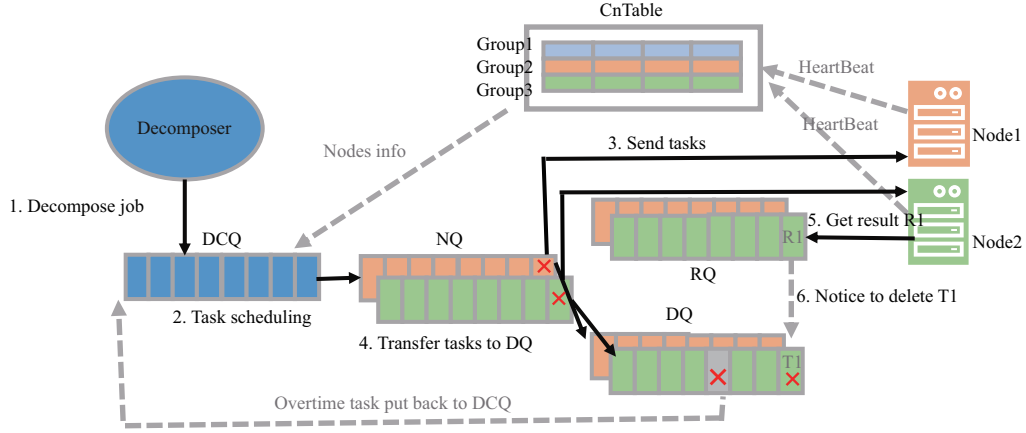 CnTable
Group1
Group2
Group3
HeartBeat
HeartBeat
Node1
Decomposer
Nodes info
3. Send tasks
1. Decompose job
5. Get result R1
Node2
DCQ
NQ
R1
RQ
2. Task scheduling
6. Notice to delete T1
4. Transfer tasks to DQ
DQ
T1
Overtime task put back to DCQ